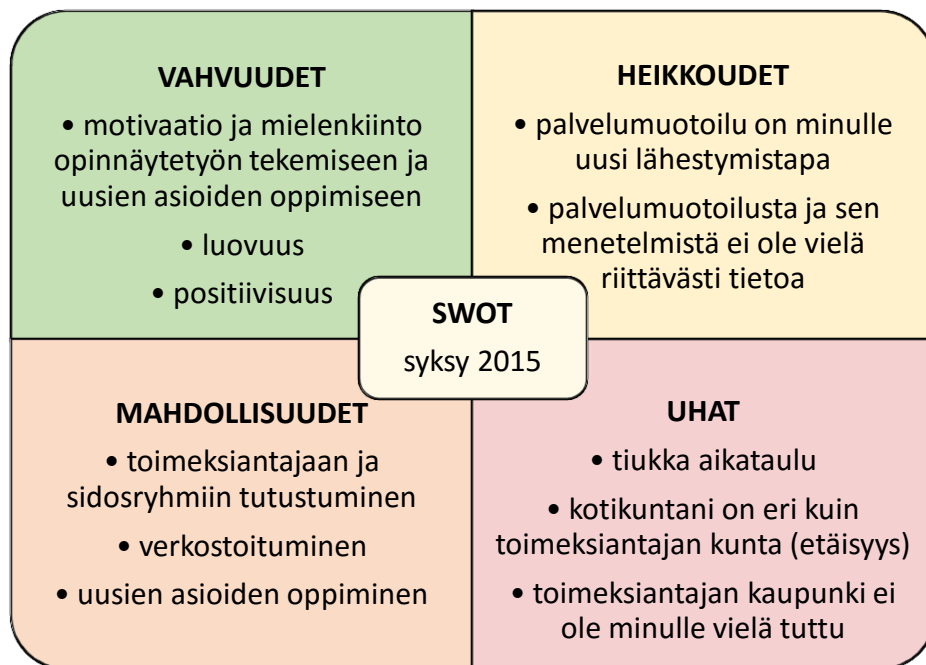 VAHVUUDET
• motivaatio ja mielenkiinto
opinnäytetyön tekemiseen ja
uusien asioiden oppimiseen
• luovuus
• positiivisuus
HEIKKOUDET
• palvelumuotoilu on minulle
uusi lähestymistapa
• palvelumuotoilusta ja sen
menetelmistä ei ole vielä
riittävästi tietoa
SWOT
syksy 2015
MAHDOLLISUUDET
• toimeksiantajaan ja
sidosryhmiin tutustuminen
• verkostoituminen
• uusien asioiden oppiminen
UHAT
• tiukka aikataulu
• kotikuntani on eri kuin
toimeksiantajan kunta (etäisyys)
• toimeksiantajan kaupunki ei
ole minulle vielä tuttu